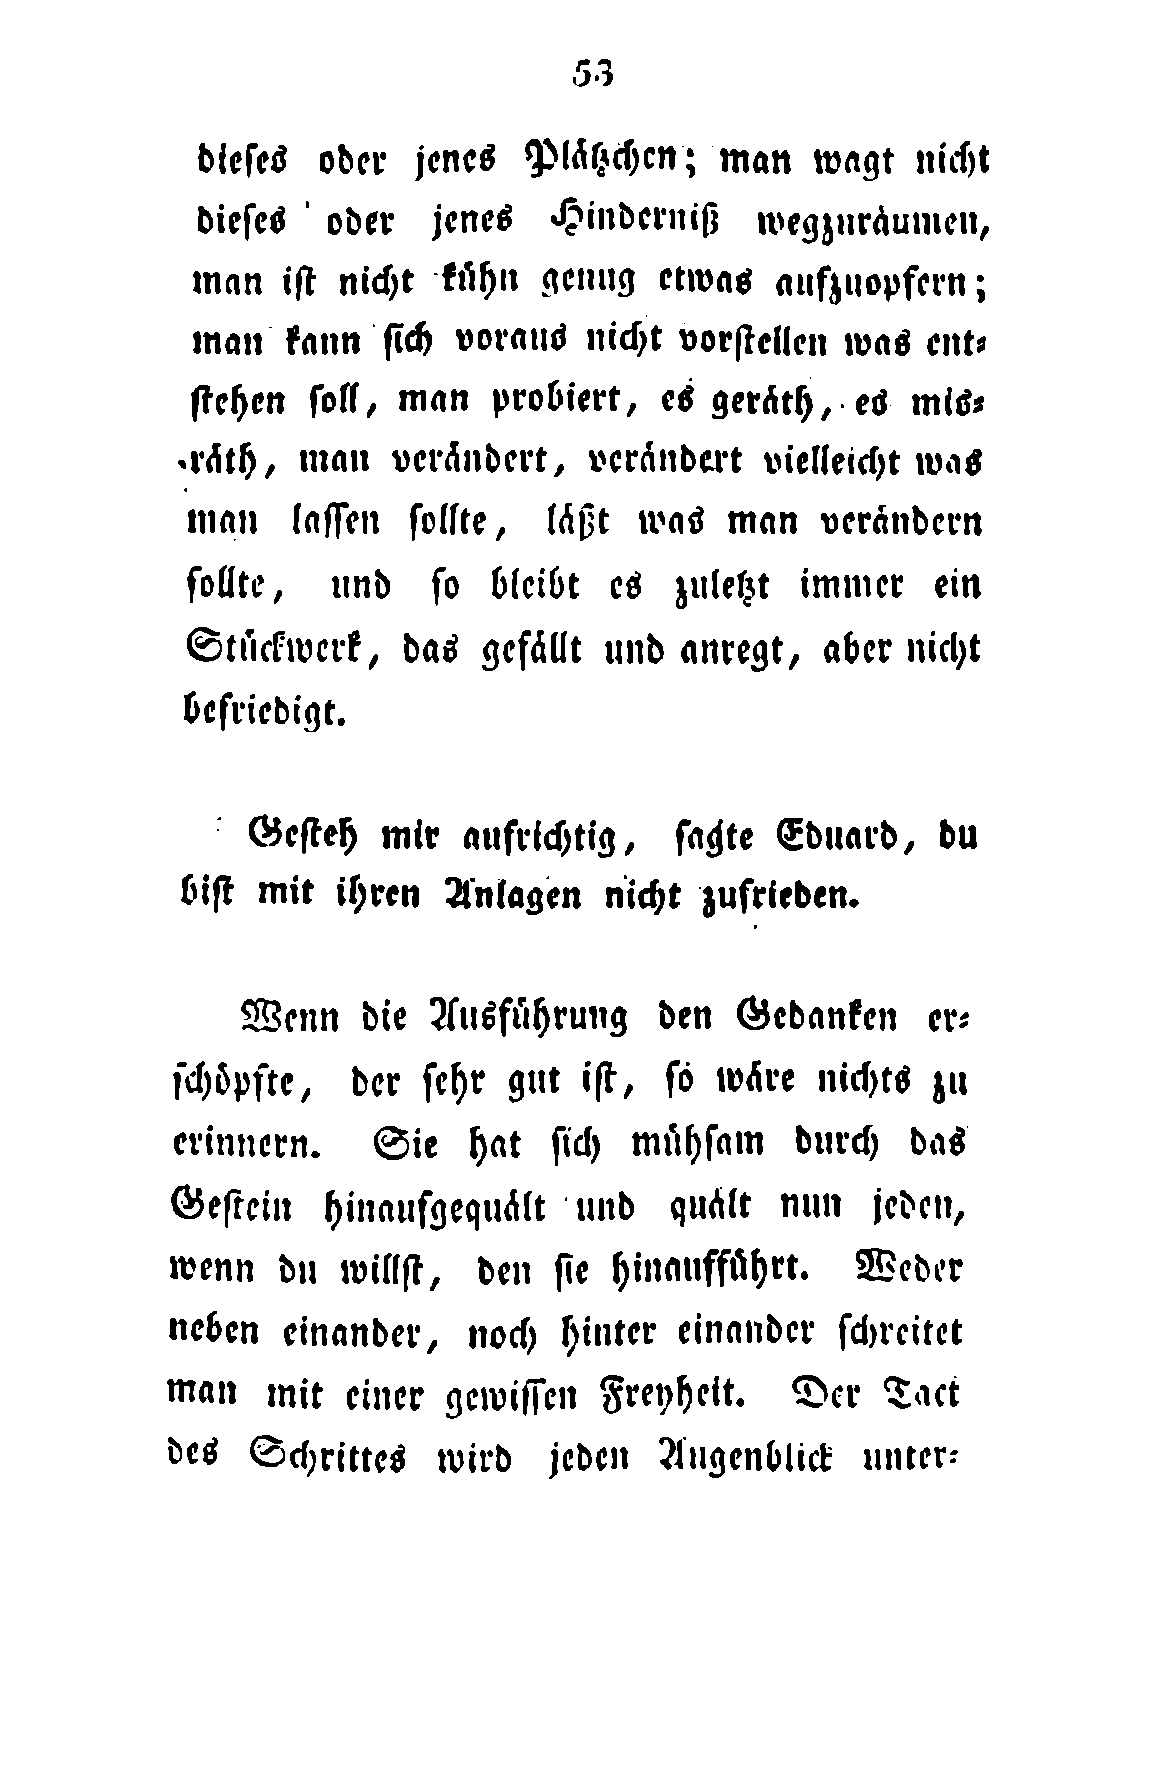 53
dieses oder jenes Plätzchen; man wagt nicht
dieses oder jenes Hinderniß wegzuräumen,
man ist nicht kühn genug etwas aufzuopfern;
man kann sich voraus nicht vorstellen was ent-
stehen soll, man probiert, es geräth, es mis-
räth, man verändert, verändert vielleicht was
man lassen sollte, läßt was man verändern
sollte, und so bleibt es zuletzt immer ein
Stückwerk, das gefällt und anregt, aber nicht
befriedigt.
Gesteh mir aufrichtig, sagte Eduard, du
bist mit ihren Anlagen nicht zufrieden.
Wenn die Ausführung den Gedanken er-
schöpfte, der sehr gut ist, so wäre nichts zu
erinnern. Sie hat sich mühsam durch das
Gestein hinaufgequält und quält nun jeden,
wenn du willst, den sie hinaufführt. Weder
neben einander, noch hinter einander schreitet
man mit einer gewissen Freyheit. Der Tact
des Schrittes wird jeden Augenblick unter-